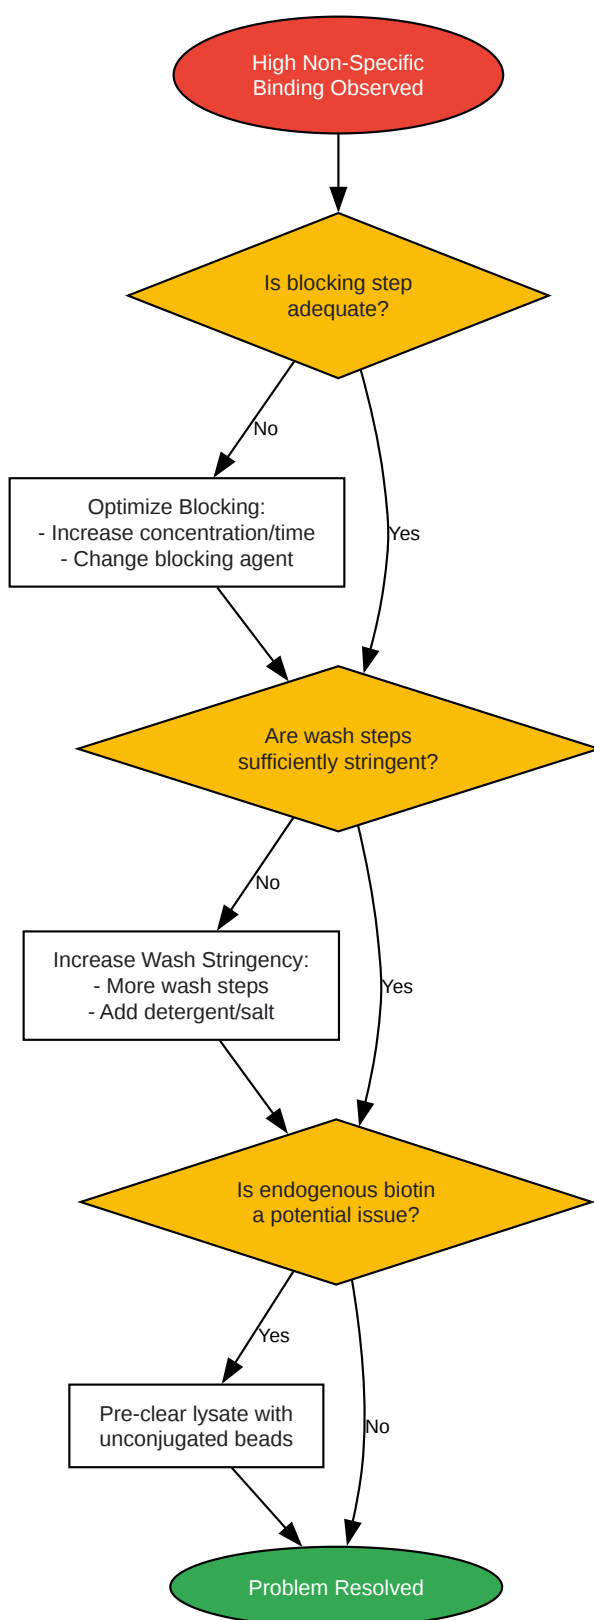 High Non-Specific
Binding Observed
Is blocking step
adequate?
No
Yes
Optimize Blocking:
- Increase concentration/time
- Change blocking agent
Are wash steps
sufficiently stringent?
No
Yes
Increase Wash Stringency:
- More wash steps
- Add detergent/salt
Is endogenous biotin
a potential issue?
Yes
No
Pre-clear lysate with
unconjugated beads
Problem Resolved